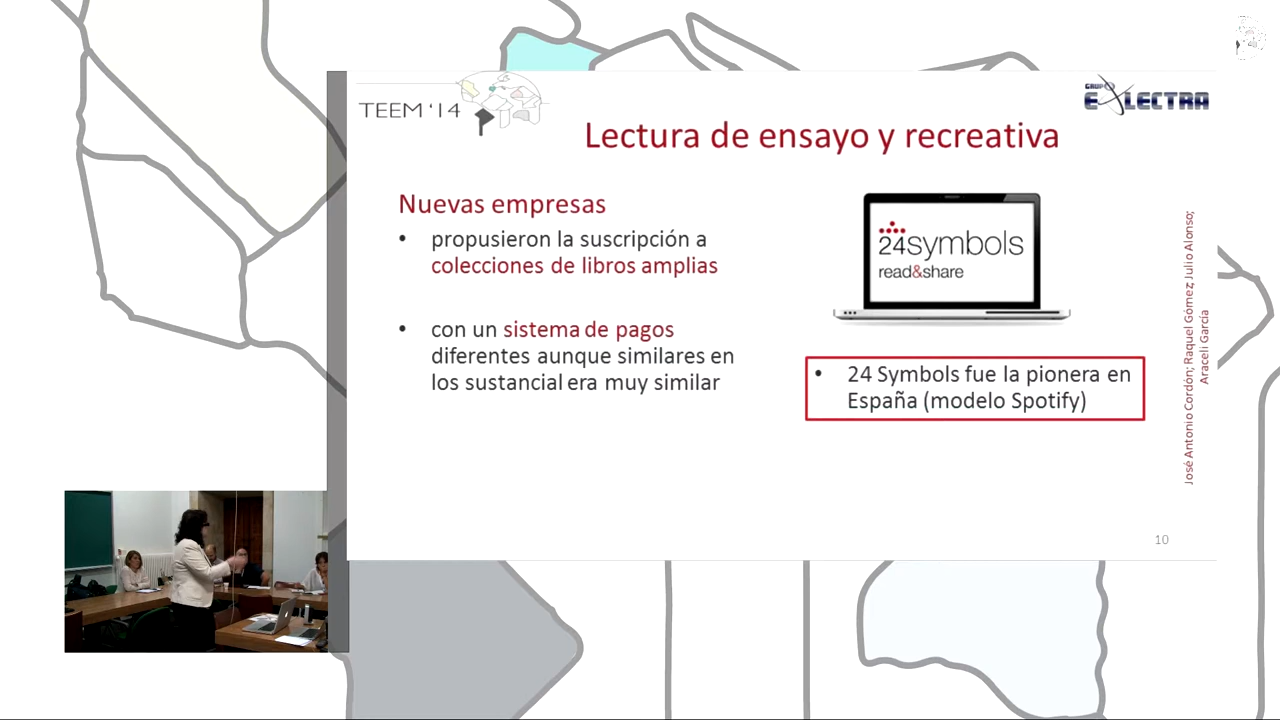 TEEM '14
GRUPO
E LECTRA
Lectura de ensayo y recreativa
Nuevas empresas
• propusieron la suscripción a
colecciones de libros amplias
• con un sistema de pagos
diferentes aunque similares en
los sustancial era muy similar
24symbols
read&share
• 24 Symbols fue la pionera en
España (modelo Spotify)
José Antonio Cordón; Raquel Gómez; Julio Alonso;
Araceli García
10